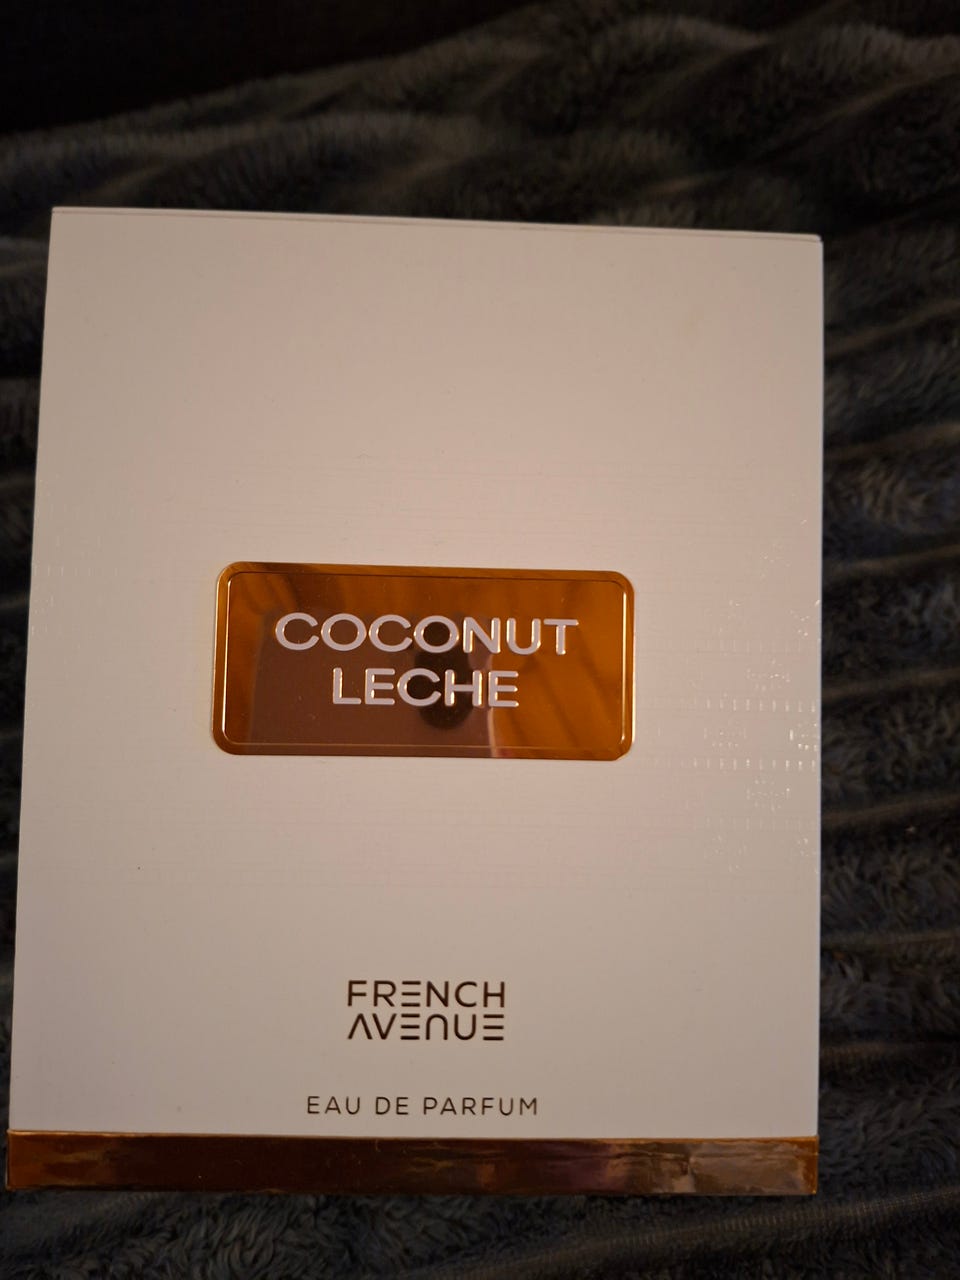 COCONUT
LECHE
FRENCH
AVENUE
EAU DE PARFUM